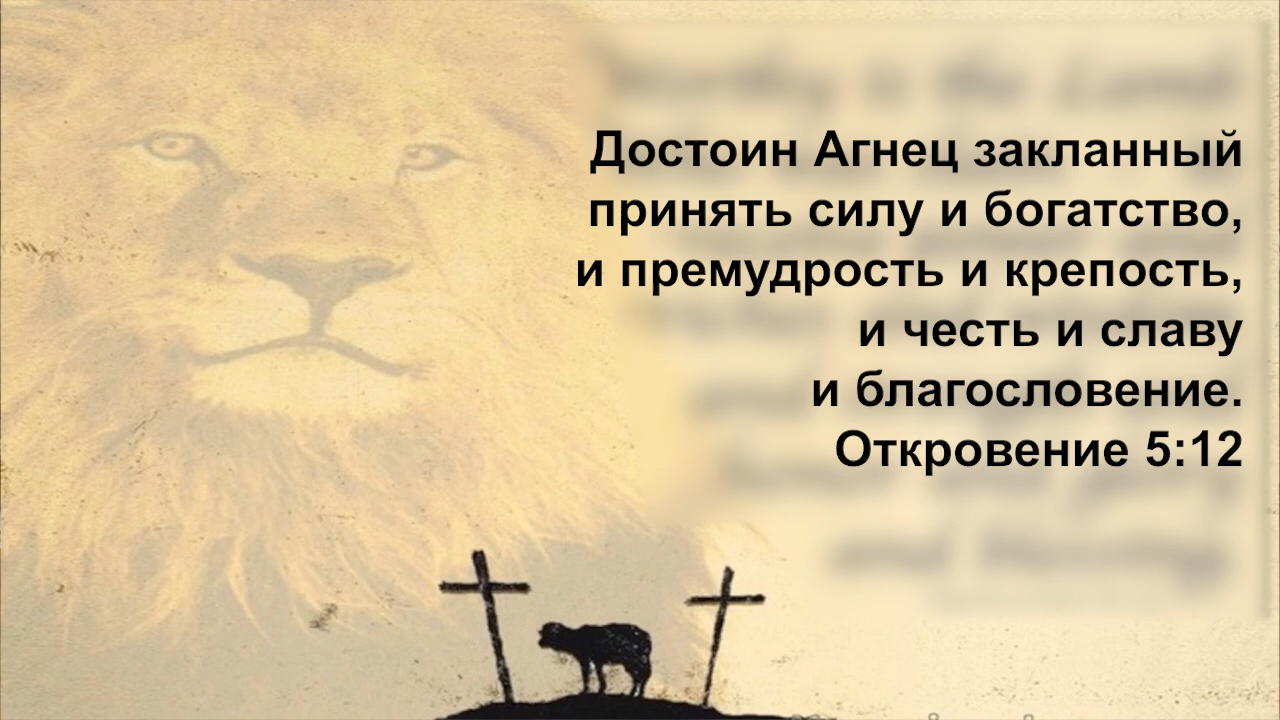 Достоин Агнец закланный
принять силу и богатство,
и премудрость и крепость,
и честь и славу
и благословение.
Откровение 5:12